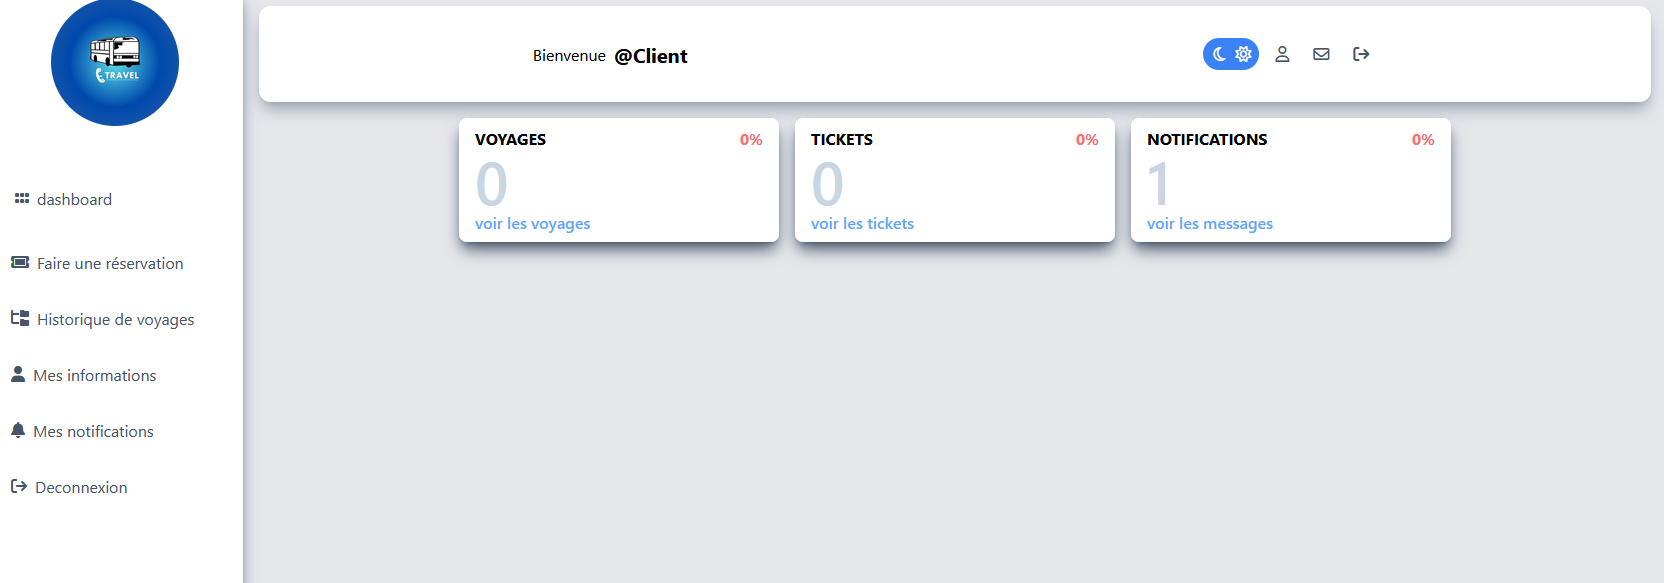 TRAVEL
dashboard
Faire une réservation
Historique de voyages
Mes informations
Mes notifications
Deconnexion
Bienvenue @Client
VOYAGES 0%
0
voir les voyages
TICKETS 0%
0
voir les tickets
NOTIFICATIONS 0%
1
voir les messages